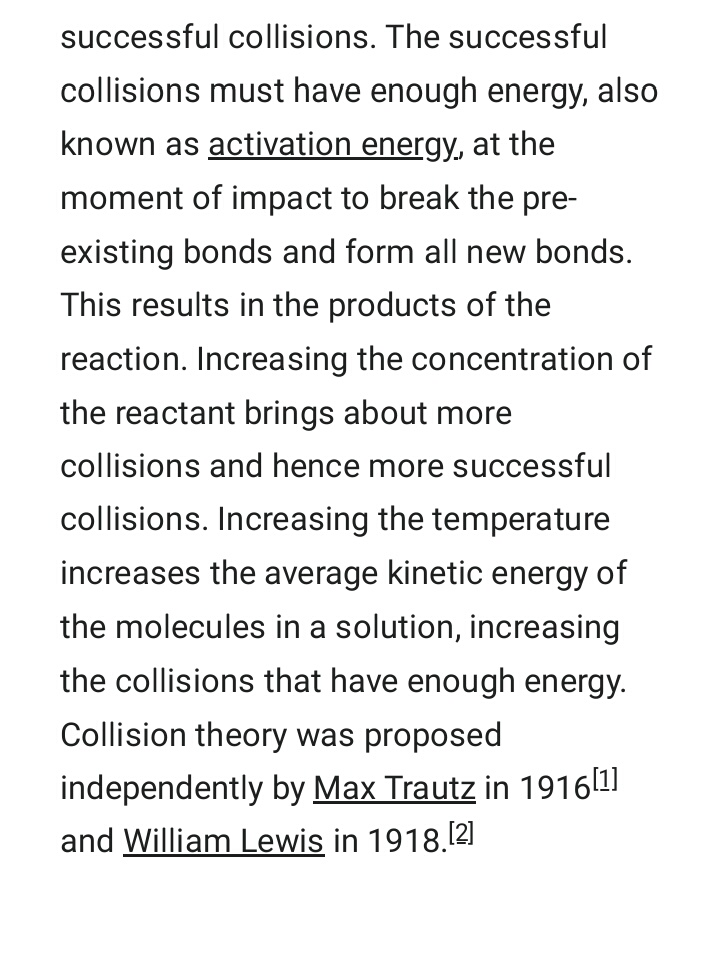 successful collisions. The successful
collisions must have enough energy, also
known as activation energy, at the
moment of impact to break the pre-
existing bonds and form all new bonds.
This results in the products of the
reaction. Increasing the concentration of
the reactant brings about more
collisions and hence more successful
collisions. Increasing the temperature
increases the average kinetic energy of
the molecules in a solution, increasing
the collisions that have enough energy.
Collision theory was proposed
independently by Max Trautz in 1916[1]
and William Lewis in 1918.[2]